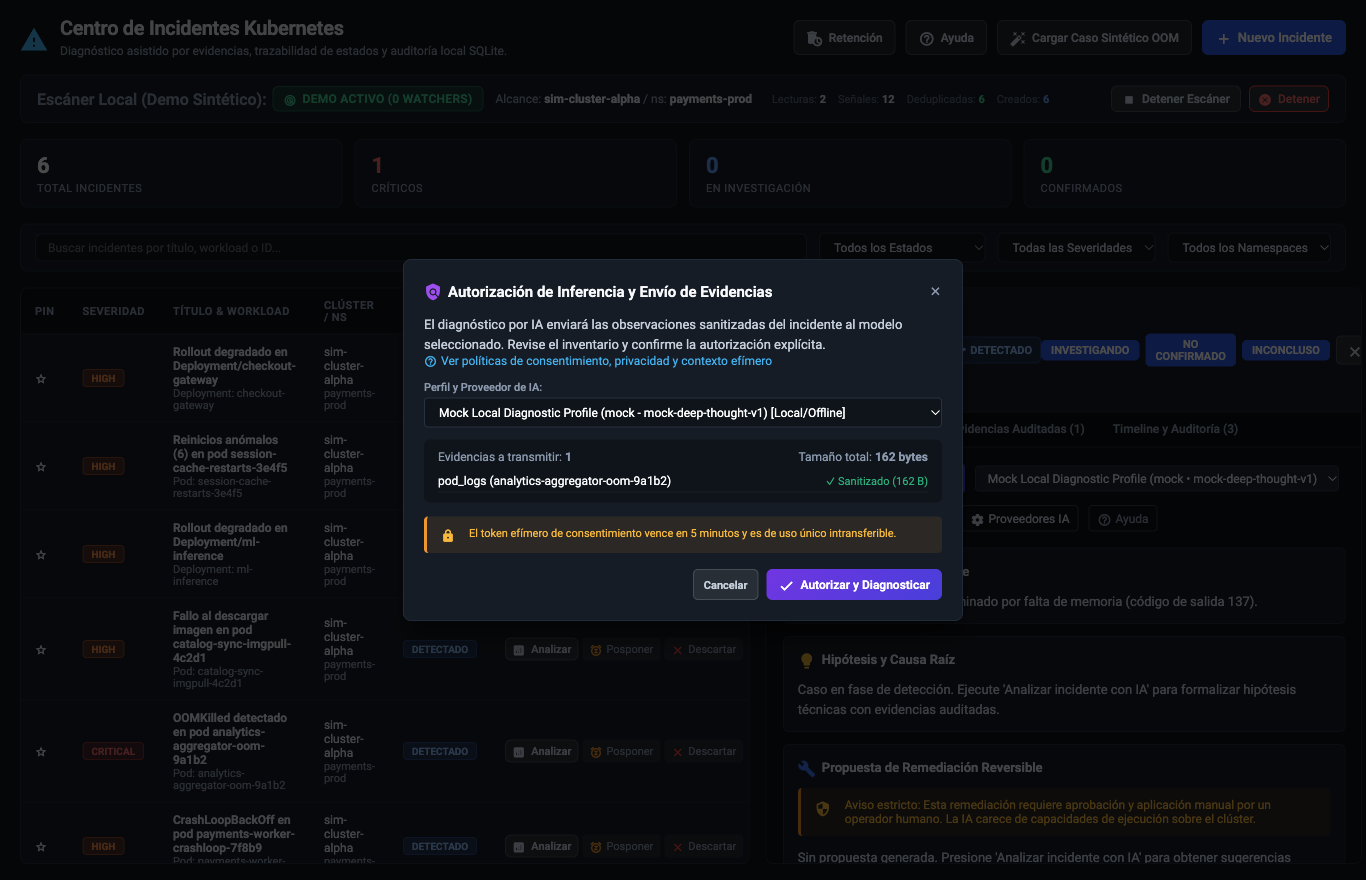 Centro de Incidentes Kubernetes
Diagnóstico asistido por evidencias, trazabilidad de estados y auditoría local SQLite.
Retención
Ayuda
Cargar Caso Sintético OOM
+ Nuevo Incidente
Escáner Local (Demo Sintético):
DEMO ACTIVO (0 WATCHERS)
Alcance: sim-cluster-alpha / ns: payments-prod
Lecturas: 2
Señales: 12
Deduplicadas: 6
Creados: 6
Detener Escáner
Detener
6
TOTAL INCIDENTES
1
CRÍTICOS
0
EN INVESTIGACIÓN
0
CONFIRMADOS
Buscar incidentes por título, workload o ID...
Todos los Estados
Todas las Severidades
Todos los Namespaces
PIN
SEVERIDAD
TÍTULO & WORKLOAD
CLÚSTER
/ NS
HIGH
Rollout degradado en
Deployment/checkout-
gateway
Deployment: checkout-
gateway
sim-
cluster-
alpha
payments-
prod
HIGH
Reinicios anómalos
(6) en pod session-
cache-restarts-3e4f5
Pod: session-cache-
restarts-3e4f5
sim-
cluster-
alpha
payments-
prod
HIGH
Rollout degradado en
Deployment/ml-
inference
Deployment: ml-
inference
sim-
cluster-
alpha
payments-
prod
HIGH
Fallo al descargar
imagen en pod
catalog-sync-imgpull-
4c2d1
Pod: catalog-sync-
imgpull-4c2d1
sim-
cluster-
alpha
payments-
prod
DETECTADO
Analizar
Posponer
Descartar
CRITICAL
OOMKilled detectado
en pod analytics-
aggregator-oom-
9a1b2
Pod: analytics-
aggregator-oom-9a1b2
sim-
cluster-
alpha
payments-
prod
DETECTADO
Analizar
Posponer
Descartar
HIGH
CrashLoopBackOff en
pod payments-worker-
crashloop-7f8b9
Pod: payments-worker-
sim-
cluster-
alpha
payments-
prod
DETECTADO
Analizar
Posponer
Descartar
Autorización de Inferencia y Envío de Evidencias
El diagnóstico por IA enviará las observaciones sanitizadas del incidente al modelo
seleccionado. Revise el inventario y confirme la autorización explícita.
Ver políticas de consentimiento, privacidad y contexto efímero
Perfil y Proveedor de IA:
Mock Local Diagnostic Profile (mock - mock-deep-thought-v1) [Local/Offline]
Evidencias a transmitir: 1
Tamaño total: 162 bytes
pod_logs (analytics-aggregator-oom-9a1b2)
✓ Sanitizado (162 B)
El token efímero de consentimiento vence en 5 minutos y es de uso único intransferible.
Cancelar
Autorizar y Diagnosticar
DETECTADO
INVESTIGANDO
NO
CONFIRMADO
INCONCLUSO
idencias Auditadas (1)
Timeline y Auditoría (3)
Mock Local Diagnostic Profile (mock • mock-deep-thought-v1)
Proveedores IA
Ayuda
e
minado por falta de memoria (código de salida 137).
Hipótesis y Causa Raíz
Caso en fase de detección. Ejecute 'Analizar incidente con IA' para formalizar hipótesis
técnicas con evidencias auditadas.
Propuesta de Remediación Reversible
Aviso estricto: Esta remediación requiere aprobación y aplicación manual por un
operador humano. La IA carece de capacidades de ejecución sobre el clúster.
Sin propuesta generada. Presione 'Analizar incidente con IA' para obtener sugerencias